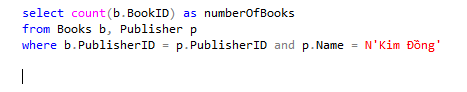 select count(b.BookID) as numberOfBooks
from Books b, Publisher p
where b.PublisherID = p.PublisherID and p.Name = N'Kim Đồng'